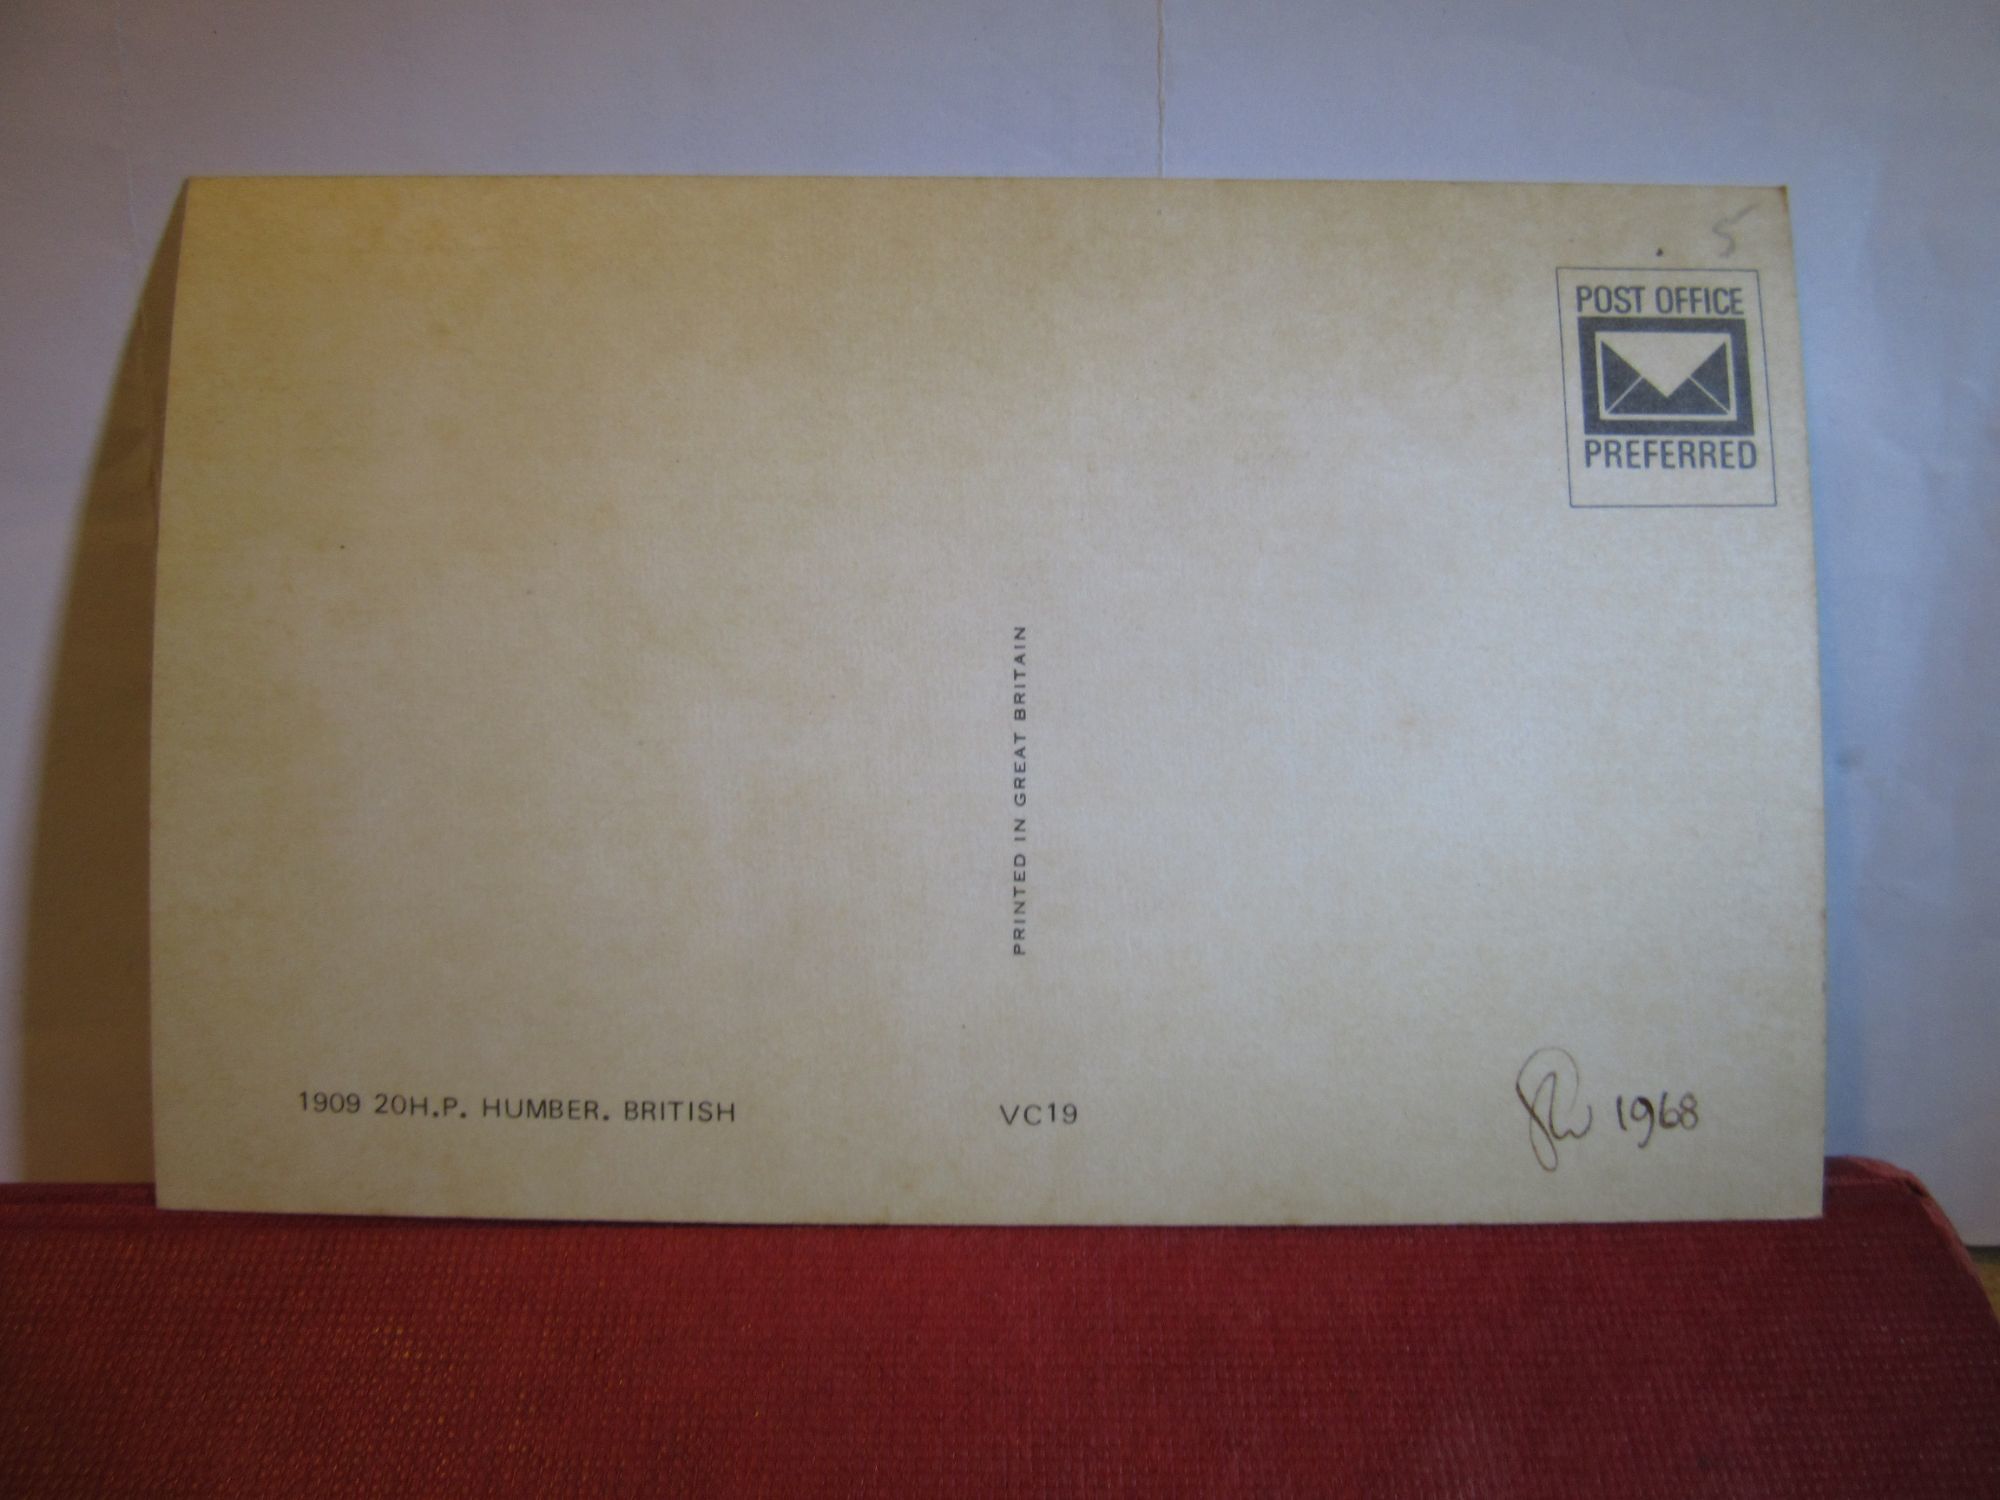 5
POST OFFICE
PREFERRED
PRINTED IN GREAT BRITAIN
1909 20H.P. HUMBER. BRITISH
VC19
1968